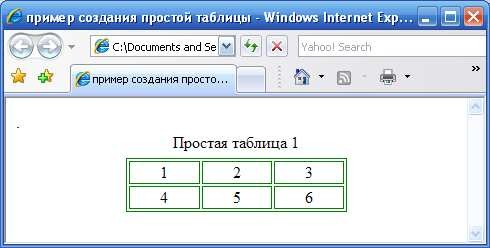 пример создания простой таблицы - Windows Internet Exp...
C:\Documents and Se
Yahoo! Search
пример создания просто...
»
.
Простая таблица 1
1 2 3
4 5 6